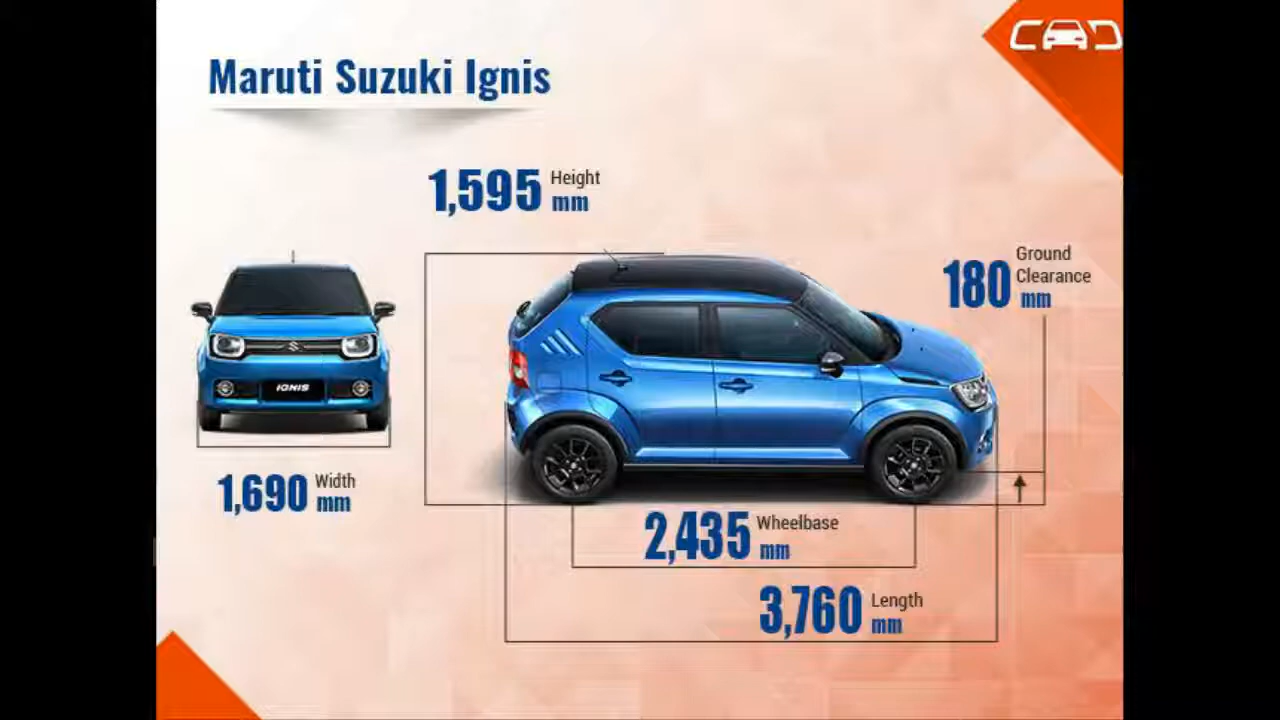 CAD
Maruti Suzuki Ignis
1,595 Height
mm
Ground
Clearance
180 mm
IGNIS
1,690 Width
mm
2,435 Wheelbase
mm
3,760 Length
mm